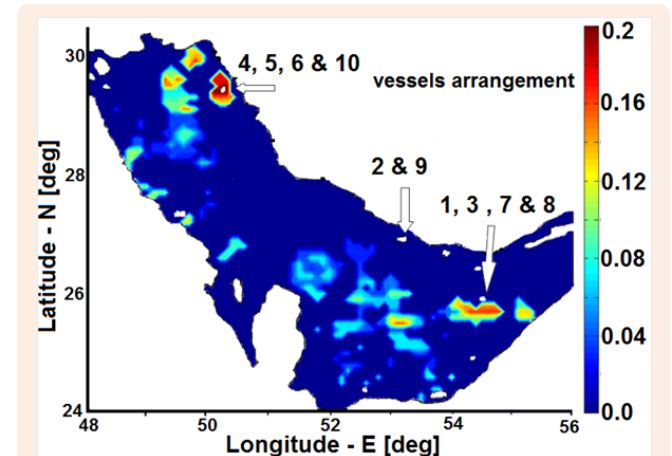 0.2
30
4, 5, 6 & 10
vessels arrangement
0.16
28
2 & 9
1, 3 , 7 & 8
0.12
0.08
26
0.04
24
0.0
48
50
52
54
56
Latitude - N [deg]
Longitude - E [deg]